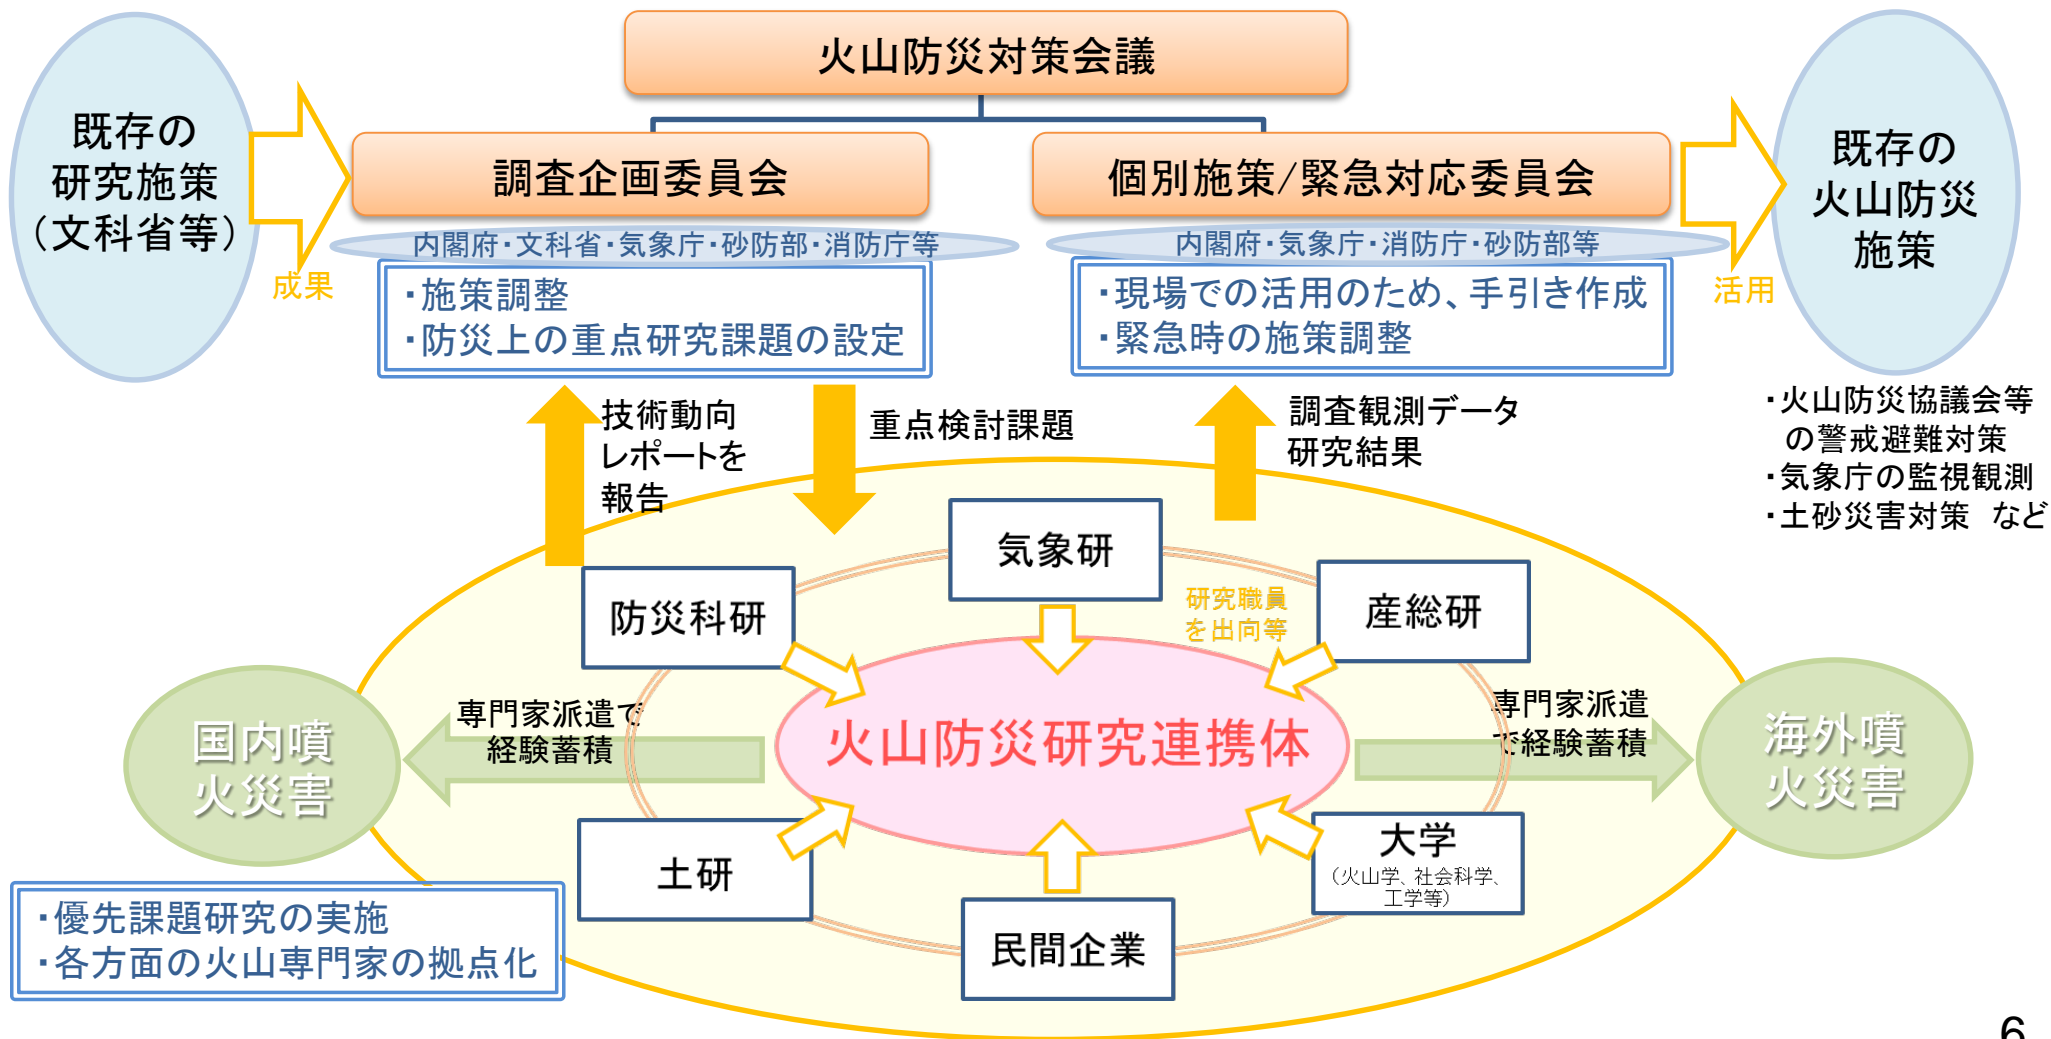 火山防災対策会議
既存の
研究施策
（文科省等）
成果
調査企画委員会
内閣府・文科省・気象庁・砂防部・消防庁等
・施策調整
・防災上の重点研究課題の設定
個別施策/緊急対応委員会
内閣府・気象庁・消防庁・砂防部等
・現場での活用のため、手引き作成
・緊急時の施策調整
活用
既存の
火山防災
施策
・火山防災協議会等
の警戒避難対策
・気象庁の監視観測
・土砂災害対策　など
技術動向
レポートを
報告
重点検討課題
調査観測データ
研究結果
気象研
防災科研
産総研
研究職員
を出向等
火山防災研究連携体
専門家派遣で
経験蓄積
国内噴
火災害
専門家派遣
で経験蓄積
海外噴
火災害
土研
民間企業
大学
（火山学、社会科学、
工学等）
・優先課題研究の実施
・各方面の火山専門家の拠点化
6